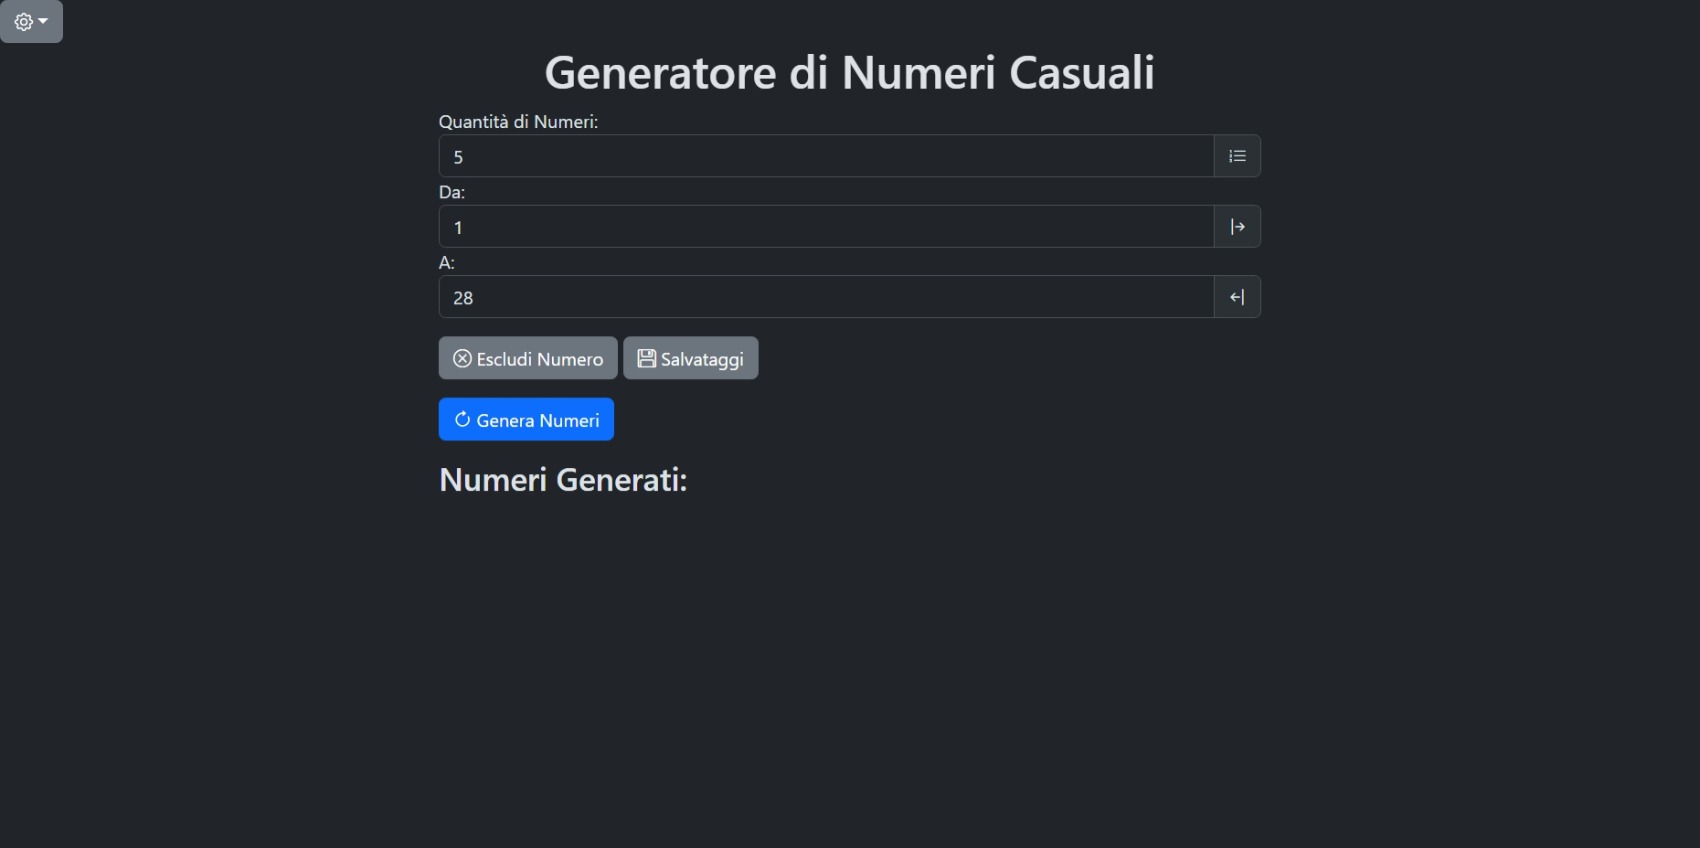 Generatore di Numeri Casuali
Quantità di Numeri:
5
Da:
1
A:
28
Escludi Numero
Salvataggi
Genera Numeri
Numeri Generati: